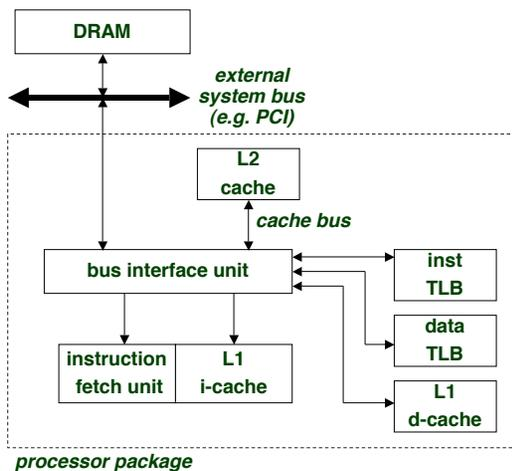 DRAM
external
system bus
(e.g. PCI)
L2
cache
cache bus
bus interface unit
inst
TLB
data
TLB
instruction
fetch unit
L1
i-cache
L1
d-cache
processor package